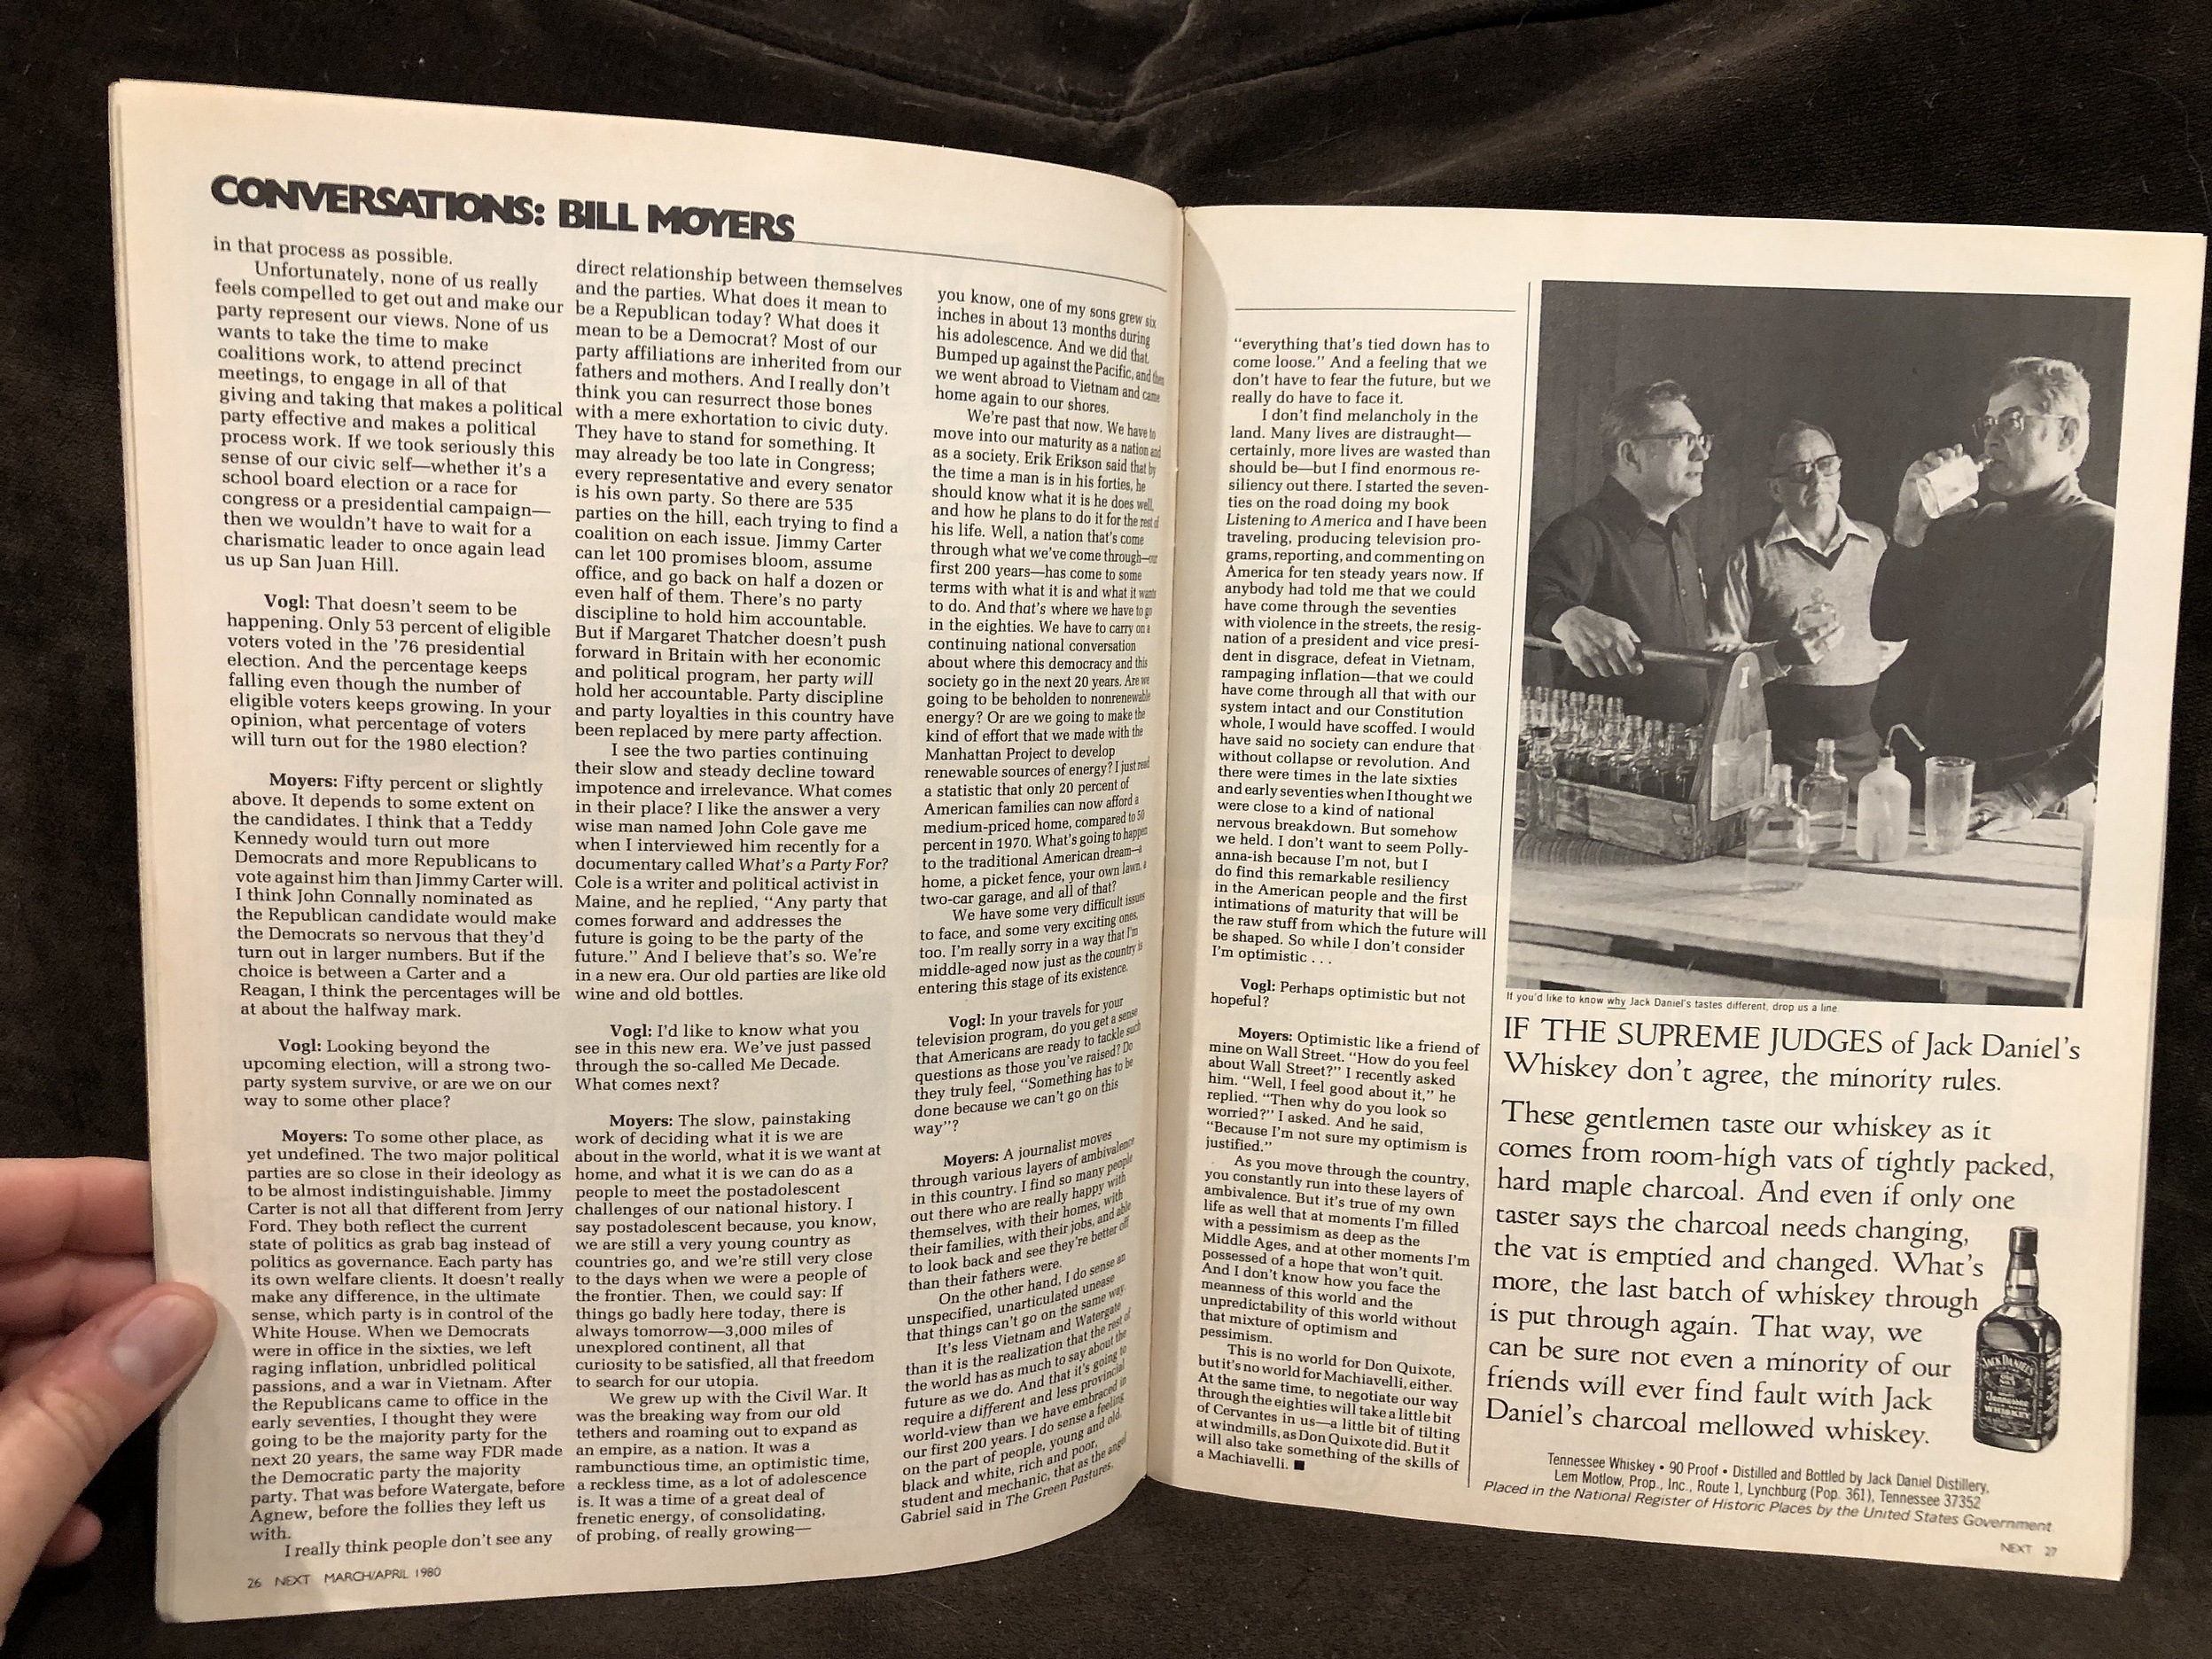 CONVERSATIONS: BILL MOYERS
in that process as possible.
Unfortunately, none of us really
feels compelled to get out and make our
party represent our views. None of us
wants to take the time to make
coalitions work, to attend precinct
meetings, to engage in all of that
giving and taking that makes a political
party effective and makes a political
process work. If we took seriously this
sense of our civic self—whether it's a
school board election or a race for
congress or a presidential campaign—
then we wouldn't have to wait for a
charismatic leader to once again lead
us up San Juan Hill.
Vogl: That doesn't seem to be
happening. Only 53 percent of eligible
voters voted in the '76 presidential
election. And the percentage keeps
falling even though the number of
eligible voters keeps growing. In your
opinion, what percentage of voters
will turn out for the 1980 election?
Moyers: Fifty percent or slightly
above. It depends to some extent on
the candidates. I think that a Teddy
Kennedy would turn out more
Democrats and more Republicans to
vote against him than Jimmy Carter will.
I think John Connally nominated as
the Republican candidate would make
the Democrats so nervous that they'd
turn out in larger numbers. But if the
choice is between a Carter and a
Reagan, I think the percentages will be
at about the halfway mark.
Vogl: Looking beyond the
upcoming election, will a strong two-
party system survive, or are we on our
way to some other place?
Moyers: To some other place, as
yet undefined. The two major political
parties are so close in their ideology as
to be almost indistinguishable. Jimmy
Carter is not all that different from Jerry
Ford. They both reflect the current
state of politics as grab bag instead of
politics as governance. Each party has
its own welfare clients. It doesn't really
make any difference, in the ultimate
sense, which party is in control of the
White House. When we Democrats
were in office in the sixties, we left
raging inflation, unbridled political
passions, and a war in Vietnam. After
the Republicans came to office in the
early seventies, I thought they were
going to be the majority party for the
next 20 years, the same way FDR made
the Democratic party the majority
party. That was before Watergate, before
Agnew, before the follies they left us
with.
I really think people don't see any
direct relationship between themselves
and the parties. What does it mean to
be a Republican today? What does it
mean to be a Democrat? Most of our
party affiliations are inherited from our
fathers and mothers. And I really don't
think you can resurrect those bones
with a mere exhortation to civic duty.
They have to stand for something. It
may already be too late in Congress;
every representative and every senator
is his own party. So there are 535
parties on the hill, each trying to find a
coalition on each issue. Jimmy Carter
can let 100 promises bloom, assume
office, and go back on half a dozen or
even half of them. There's no party
discipline to hold him accountable.
But if Margaret Thatcher doesn't push
forward in Britain with her economic
and political program, her party will
hold her accountable. Party discipline
and party loyalties in this country have
been replaced by mere party affection.
I see the two parties continuing
their slow and steady decline toward
impotence and irrelevance. What comes
in their place? I like the answer a very
wise man named John Cole gave me
when I interviewed him recently for a
documentary called What's a Party For?
Cole is a writer and political activist in
Maine, and he replied, "Any party that
comes forward and addresses the
future is going to be the party of the
future." And I believe that's so. We're
in a new era. Our old parties are like old
wine and old bottles.
Vogl: I'd like to know what you
see in this new era. We've just passed
through the so-called Me Decade.
What comes next?
Moyers: The slow, painstaking
work of deciding what it is we are
about in the world, what it is we want at
home, and what it is we can do as a
people to meet the postadolescent
challenges of our national history. I
say postadolescent because, you know,
we are still a very young country as
countries go, and we're still very close
to the days when we were a people of
the frontier. Then, we could say: If
things go badly here today, there is
always tomorrow—3,000 miles of
unexplored continent, all that
curiosity to be satisfied, all that freedom
to search for our utopia.
We grew up with the Civil War. It
was the breaking way from our old
tethers and roaming out to expand as
an empire, as a nation. It was a
rambunctious time, an optimistic time,
a reckless time, as a lot of adolescence
is. It was a time of a great deal of
frenetic energy, of consolidating,
of probing, of really growing—
you know, one of my sons grew six
inches in about 13 months during
his adolescence. And we did that.
Bumped up against the Pacific, and then
we went abroad to Vietnam and came
home again to our shores.
We're past that now. We have to
move into our maturity as a nation and
as a society. Erik Erikson said that by
the time a man is in his forties, he
should know what it is he does well,
and how he plans to do it for the rest of
his life. Well, a nation that's come
through what we've come through—our
first 200 years—has come to some
terms with what it is and what it wants
to do. And that's where we have to go
in the eighties. We have to carry on a
continuing national conversation
about where this democracy and this
society go in the next 20 years. Are we
going to be beholden to nonrenewable
energy? Or are we going to make the
kind of effort that we made with the
Manhattan Project to develop
renewable sources of energy? I just read
a statistic that only 20 percent of
American families can now afford a
medium-priced home, compared to 50
percent in 1970. What's going to happen
to the traditional American dream—a
home, a picket fence, your own lawn, a
two-car garage, and all of that?
We have some very difficult issues
to face, and some very exciting ones,
too. I'm really sorry in a way that I'm
middle-aged now just as the country is
entering this stage of its existence.
Vogl: In your travels for your
television program, do you get a sense
that Americans are ready to tackle such
questions as those you've raised? Do
they truly feel, "Something has to be
done because we can't go on this
way"?
Moyers: A journalist moves
through various layers of ambivalence
in this country. I find so many people
out there who are really happy with
themselves, with their homes, with
their families, with their jobs, and able
to look back and see they're better off
than their fathers were.
On the other hand, I do sense an
unspecified, unarticulated unease
that things can't go on the same way.
It's less Vietnam and Watergate
than it is the realization that the rest of
the world has as much to say about the
future as we do. And that it's going to
require a different and less provincial
world-view than we have embraced in
our first 200 years. I do sense a feeling
on the part of people, young and old,
black and white, rich and poor,
student and mechanic, that as the angel
Gabriel said in The Green Pastures,
26 NEXT MARCH/APRIL 1980
"everything that's tied down has to
come loose." And a feeling that we
don't have to fear the future, but we
really do have to face it.
I don't find melancholy in the
land. Many lives are distraught—
certainly, more lives are wasted than
should be—but I find enormous re-
siliency out there. I started the seven-
ties on the road doing my book
Listening to America and I have been
traveling, producing television pro-
grams, reporting, and commenting on
America for ten steady years now. If
anybody had told me that we could
have come through the seventies
with violence in the streets, the resig-
nation of a president and vice presi-
dent in disgrace, defeat in Vietnam,
rampaging inflation—that we could
have come through all that with our
system intact and our Constitution
whole, I would have scoffed. I would
have said no society can endure that
without collapse or revolution. And
there were times in the late sixties
and early seventies when I thought we
were close to a kind of national
nervous breakdown. But somehow
we held. I don't want to seem Polly-
anna-ish because I'm not, but I
do find this remarkable resiliency
in the American people and the first
intimations of maturity that will be
the raw stuff from which the future will
be shaped. So while I don't consider
I'm optimistic . . .
Vogl: Perhaps optimistic but not
hopeful?
Moyers: Optimistic like a friend of
mine on Wall Street. "How do you feel
about Wall Street?" I recently asked
him. "Well, I feel good about it," he
replied. "Then why do you look so
worried?" I asked. And he said,
"Because I'm not sure my optimism is
justified."
As you move through the country,
you constantly run into these layers of
ambivalence. But it's true of my own
life as well that at moments I'm filled
with a pessimism as deep as the
Middle Ages, and at other moments I'm
possessed of a hope that won't quit.
And I don't know how you face the
meanness of this world and the
unpredictability of this world without
that mixture of optimism and
pessimism.
This is no world for Don Quixote,
but it's no world for Machiavelli, either.
At the same time, to negotiate our way
through the eighties will take a little bit
of Cervantes in us—a little bit of tilting
at windmills, as Don Quixote did. But it
will also take something of the skills of
a Machiavelli. ■
If you'd like to know why Jack Daniel's tastes different, drop us a line.
IF THE SUPREME JUDGES of Jack Daniel's
Whiskey don't agree, the minority rules.
These gentlemen taste our whiskey as it
comes from room-high vats of tightly packed,
hard maple charcoal. And even if only one
taster says the charcoal needs changing,
the vat is emptied and changed. What's
more, the last batch of whiskey through
is put through again. That way, we
can be sure not even a minority of our
friends will ever find fault with Jack
Daniel's charcoal mellowed whiskey.
JACK DANIEL'S
Tennessee
WHISKEY
Tennessee Whiskey • 90 Proof • Distilled and Bottled by Jack Daniel Distillery,
Lem Motlow, Prop., Inc., Route 1, Lynchburg (Pop. 361), Tennessee 37352
Placed in the National Register of Historic Places by the United States Government.
NEXT 27